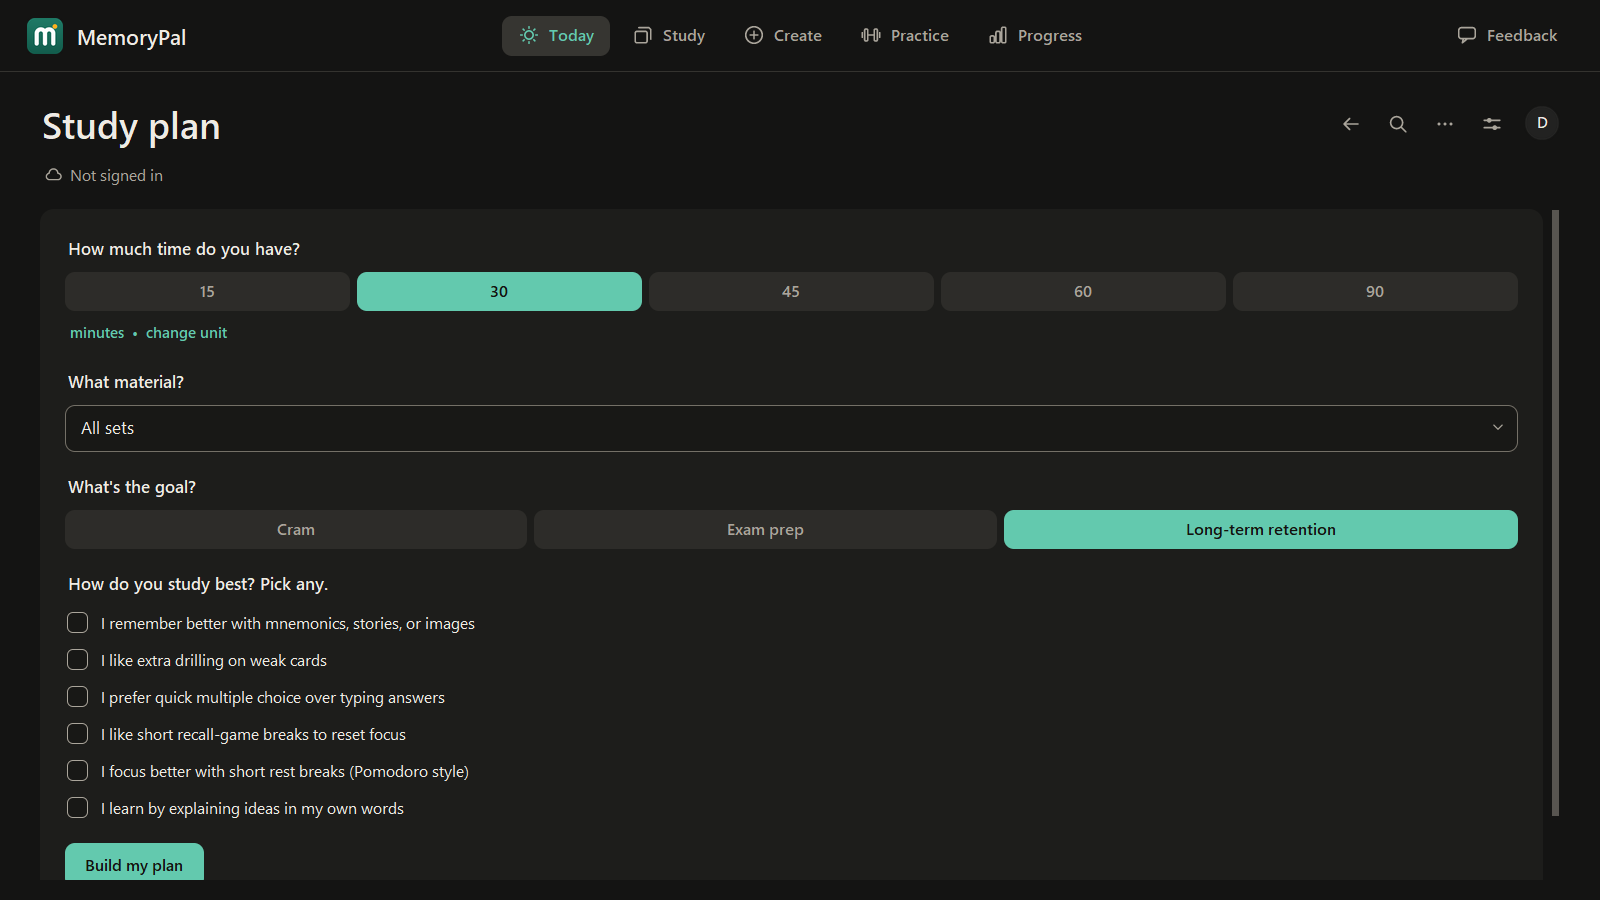 MemoryPal
Today
Study
Create
Practice
Progress
Feedback
Study plan
D
Not signed in
How much time do you have?
15
30
45
60
90
minutes • change unit
What material?
All sets
What's the goal?
Cram
Exam prep
Long-term retention
How do you study best? Pick any.
I remember better with mnemonics, stories, or images
I like extra drilling on weak cards
I prefer quick multiple choice over typing answers
I like short recall-game breaks to reset focus
I focus better with short rest breaks (Pomodoro style)
I learn by explaining ideas in my own words
Build my plan